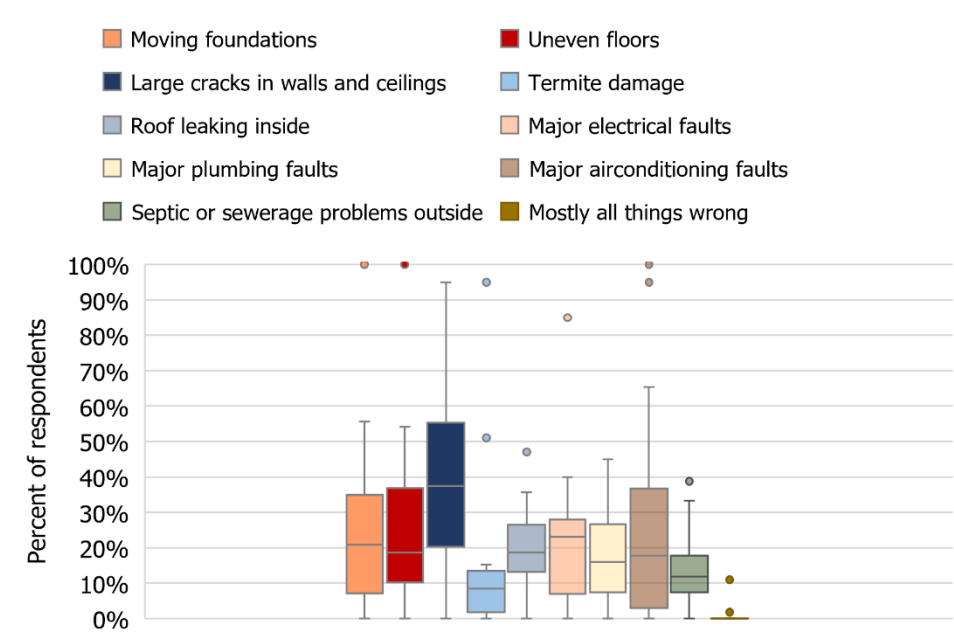 Moving foundations
Uneven floors
Large cracks in walls and ceilings
Termite damage
Roof leaking inside
Major electrical faults
Major plumbing faults
Major airconditioning faults
Septic or sewerage problems outside
Mostly all things wrong
100%
90%
80%
70%
60%
50%
40%
30%
20%
10%
0%
Percent of respondents